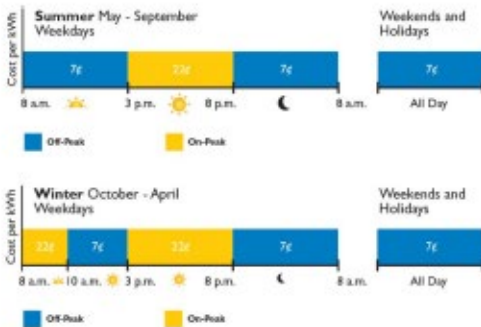 Summer May - September
Weekdays
Weekends and
Holidays
Cost per kWh
7¢ 22¢ 7¢ 7¢
8 a.m. 3 p.m. 8 p.m. 8 a.m. All Day
Off-Peak On-Peak
Winter October - April
Weekdays
Weekends and
Holidays
Cost per kWh
22¢ 7¢ 22¢ 7¢ 7¢
8 a.m. 10 a.m. 3 p.m. 8 p.m. 8 a.m. All Day
Off-Peak On-Peak